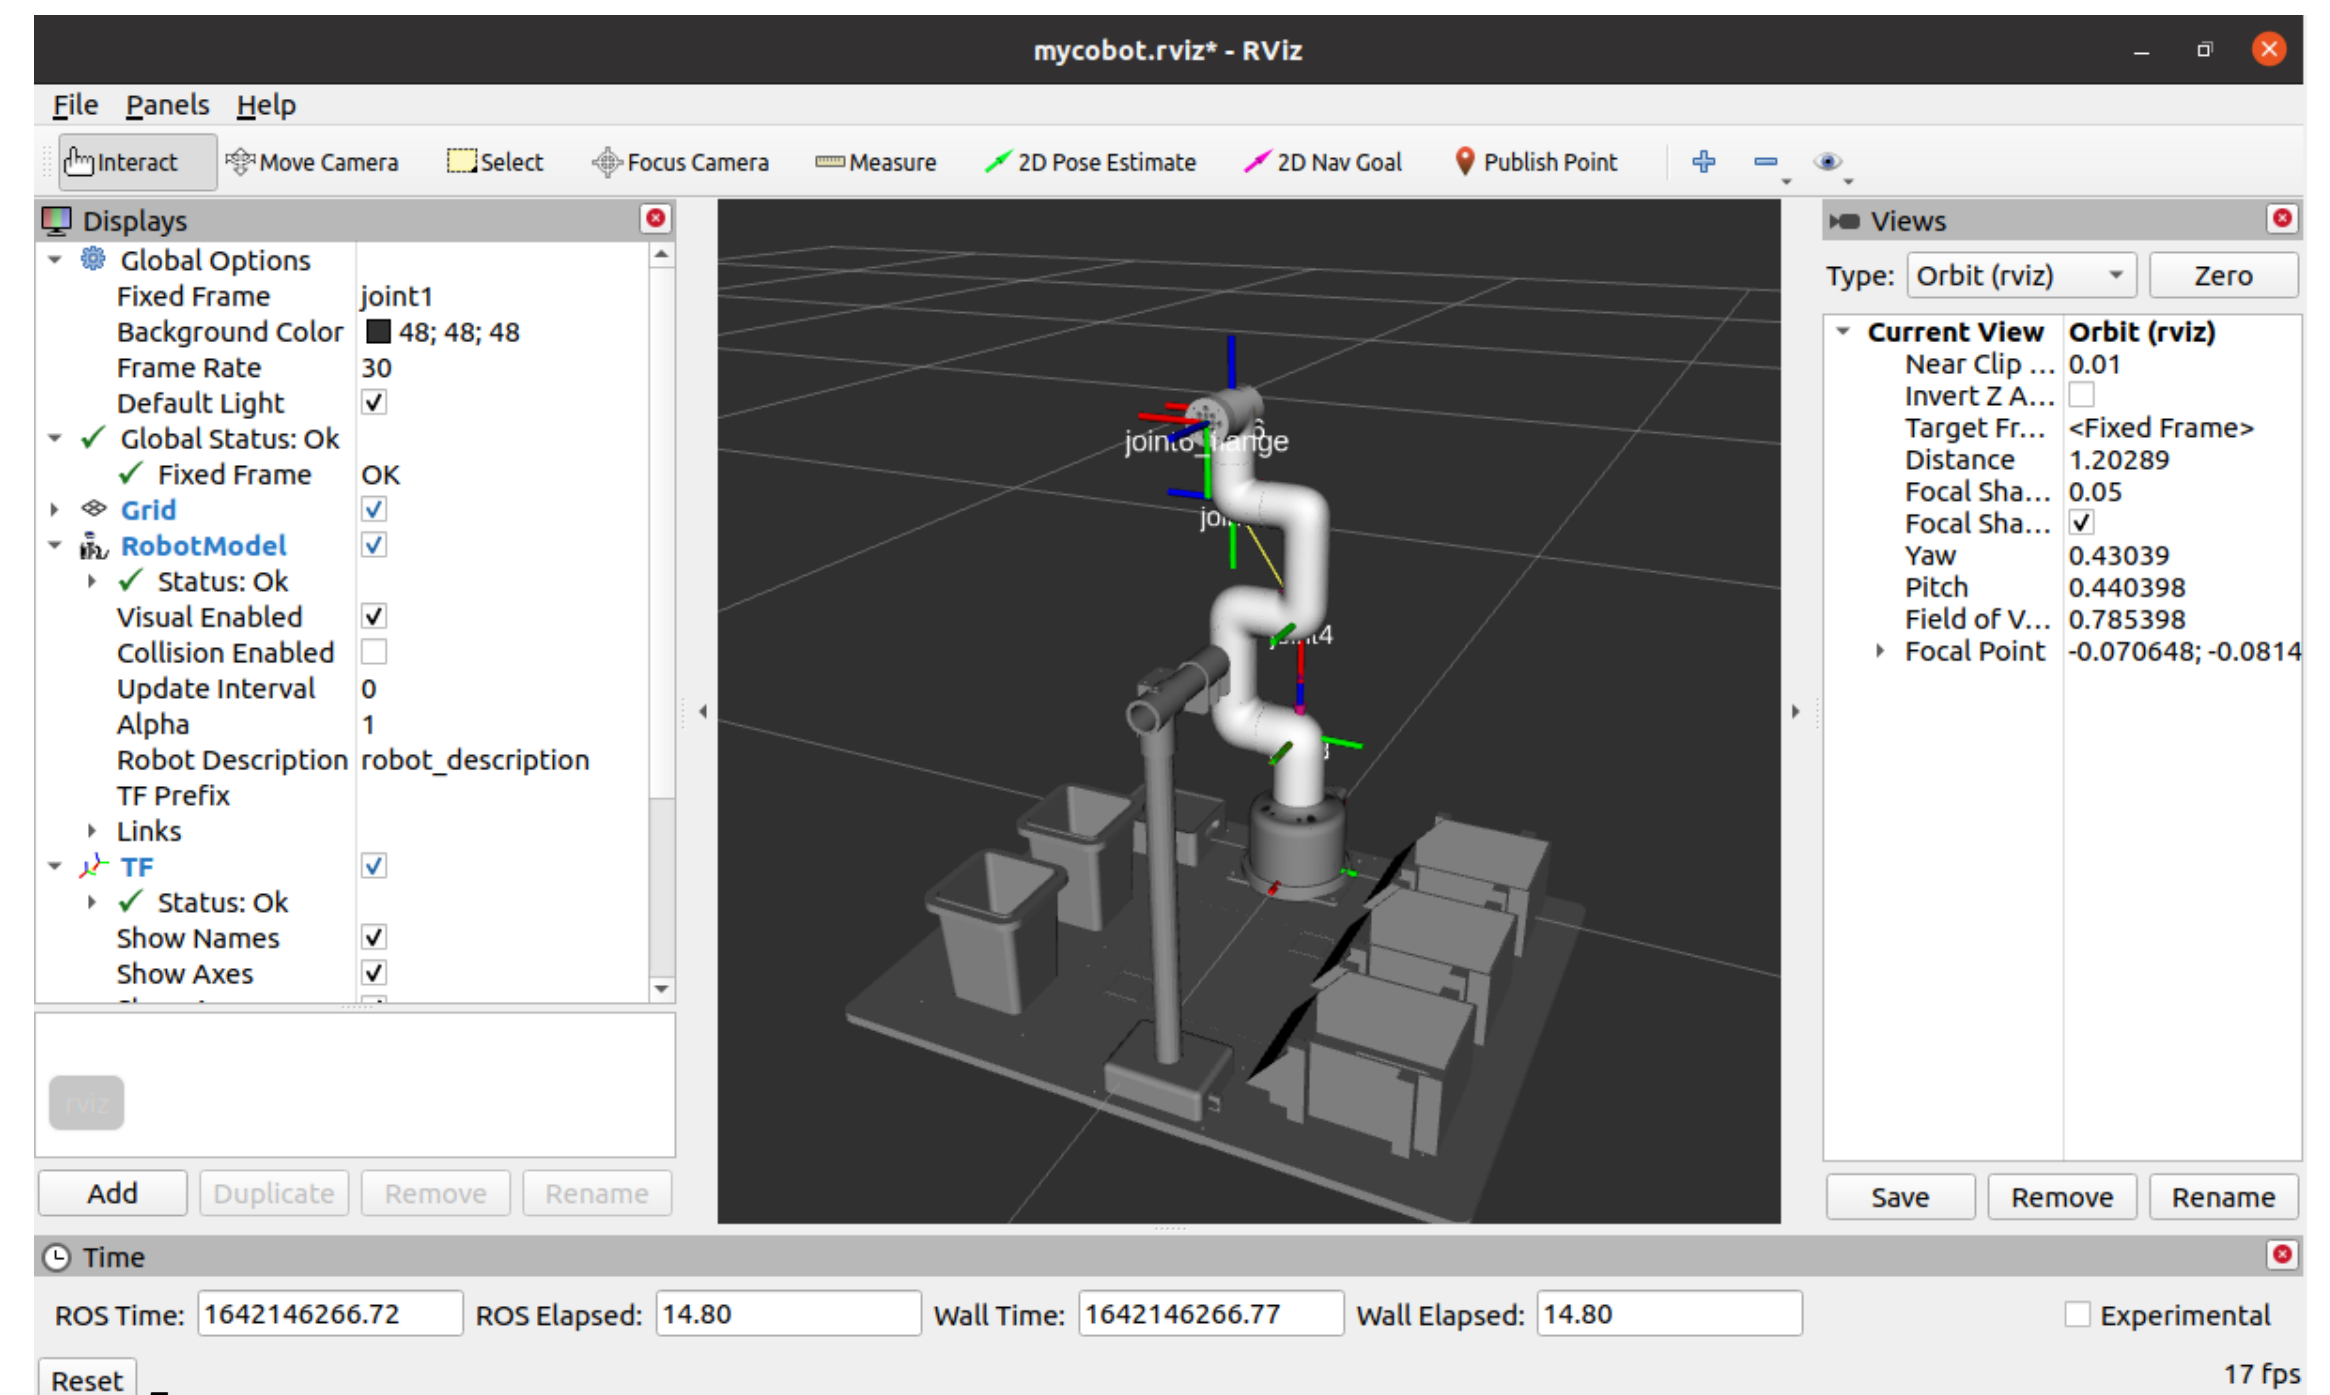 mycobot.rviz* - RViz
File Panels Help
Interact Move Camera Select Focus Camera Measure 2D Pose Estimate 2D Nav Goal Publish Point
Displays
Global Options
Fixed Frame joint1
Background Color 48; 48; 48
Frame Rate 30
Default Light
Global Status: Ok
Fixed Frame OK
Grid
RobotModel
Status: Ok
Visual Enabled
Collision Enabled
Update Interval 0
Alpha 1
Robot Description robot_description
TF Prefix
Links
TF
Status: Ok
Show Names
Show Axes
rviz
Add Duplicate Remove Rename
joint6_flange
Views
Type: Orbit (rviz) Zero
Current View Orbit (rviz)
Near Clip ... 0.01
Invert Z A...
Target Fr... <Fixed Frame>
Distance 1.20289
Focal Sha... 0.05
Focal Sha...
Yaw 0.43039
Pitch 0.440398
Field of V... 0.785398
Focal Point -0.070648; -0.0814
Save Remove Rename
Time
ROS Time: 1642146266.72 ROS Elapsed: 14.80 Wall Time: 1642146266.77 Wall Elapsed: 14.80 Experimental
Reset 17 fps